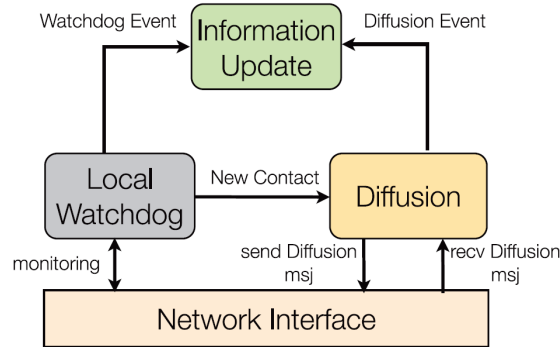 Watchdog Event
Information
Update
Diffusion Event
Local
Watchdog
New Contact
Diffusion
monitoring
send Diffusion
msj
recv Diffusion
msj
Network Interface